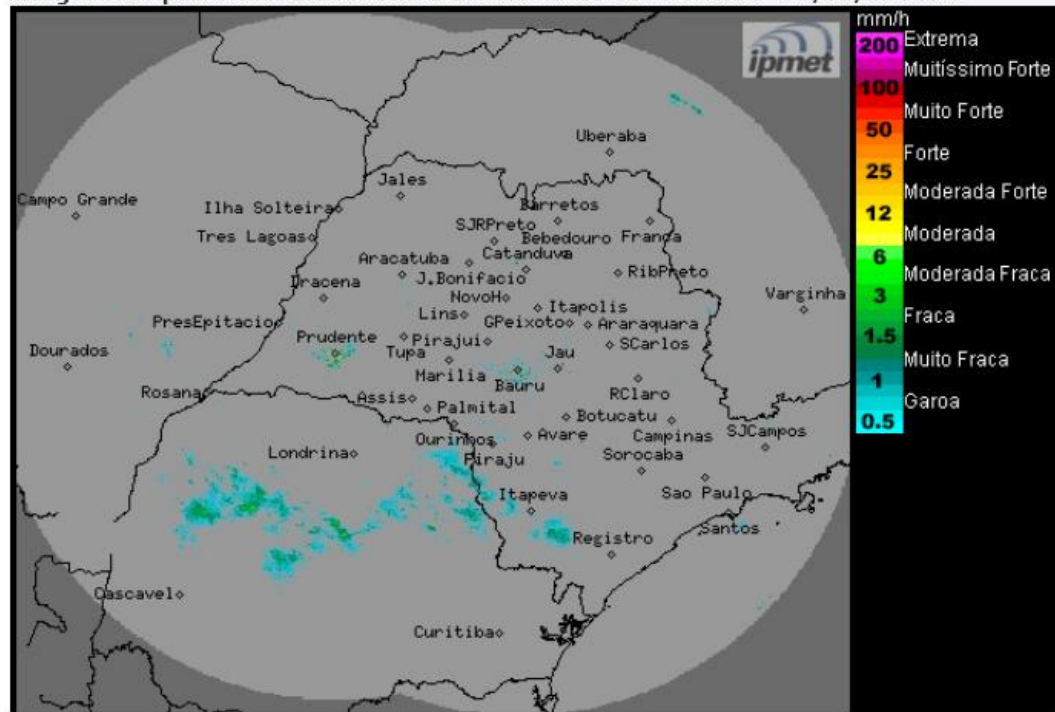 mm/h
200 Extrema
Muitíssimo Forte
100
Muito Forte
50
Forte
25
Moderada Forte
12
Moderada
6
Moderada Fraca
3
Fraca
1.5
Muito Fraca
1
Garoa
0.5
ipmet
Uberaba
Jales
Campo Grande
Ilha Solteira
Barretos
SJRPreto
Tres Lagoas
Bebedouro Franca
Aracatuba
Catanduva
J.Bonifacio
RibPreto
Dracena
NovoH
Varginha
Itapolis
Lins
PresEpitacio
GPeixoto
Araraquara
Prudente
Pirajui
SCarlos
Dourados
Tupa
Jau
Marilia
Bauru
RClaro
Rosana
Assis
Palmital
Botucatu
Ourinhos
Avare
Campinas
SJCampos
Londrina
Piraju
Sorocaba
Itapeva
Sao Paulo
Santos
Registro
Cascavel
Curitiba